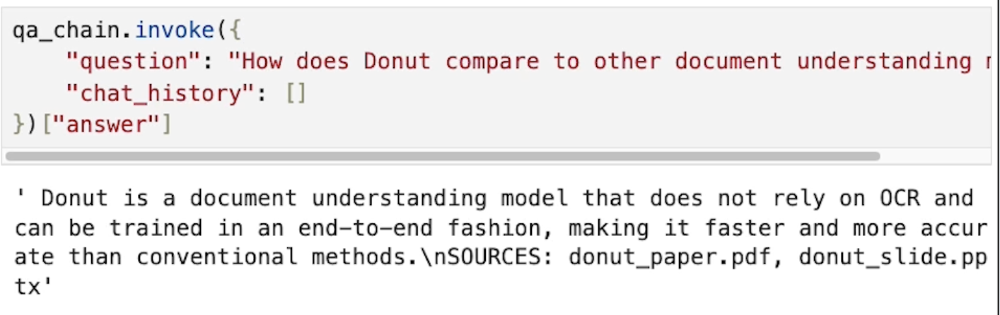 qa_chain.invoke({
    "question": "How does Donut compare to other document understanding
    "chat_history": []
})["answer"]
' Donut is a document understanding model that does not rely on OCR and
can be trained in an end-to-end fashion, making it faster and more accur
ate than conventional methods.\nSOURCES: donut_paper.pdf, donut_slide.pp
tx'